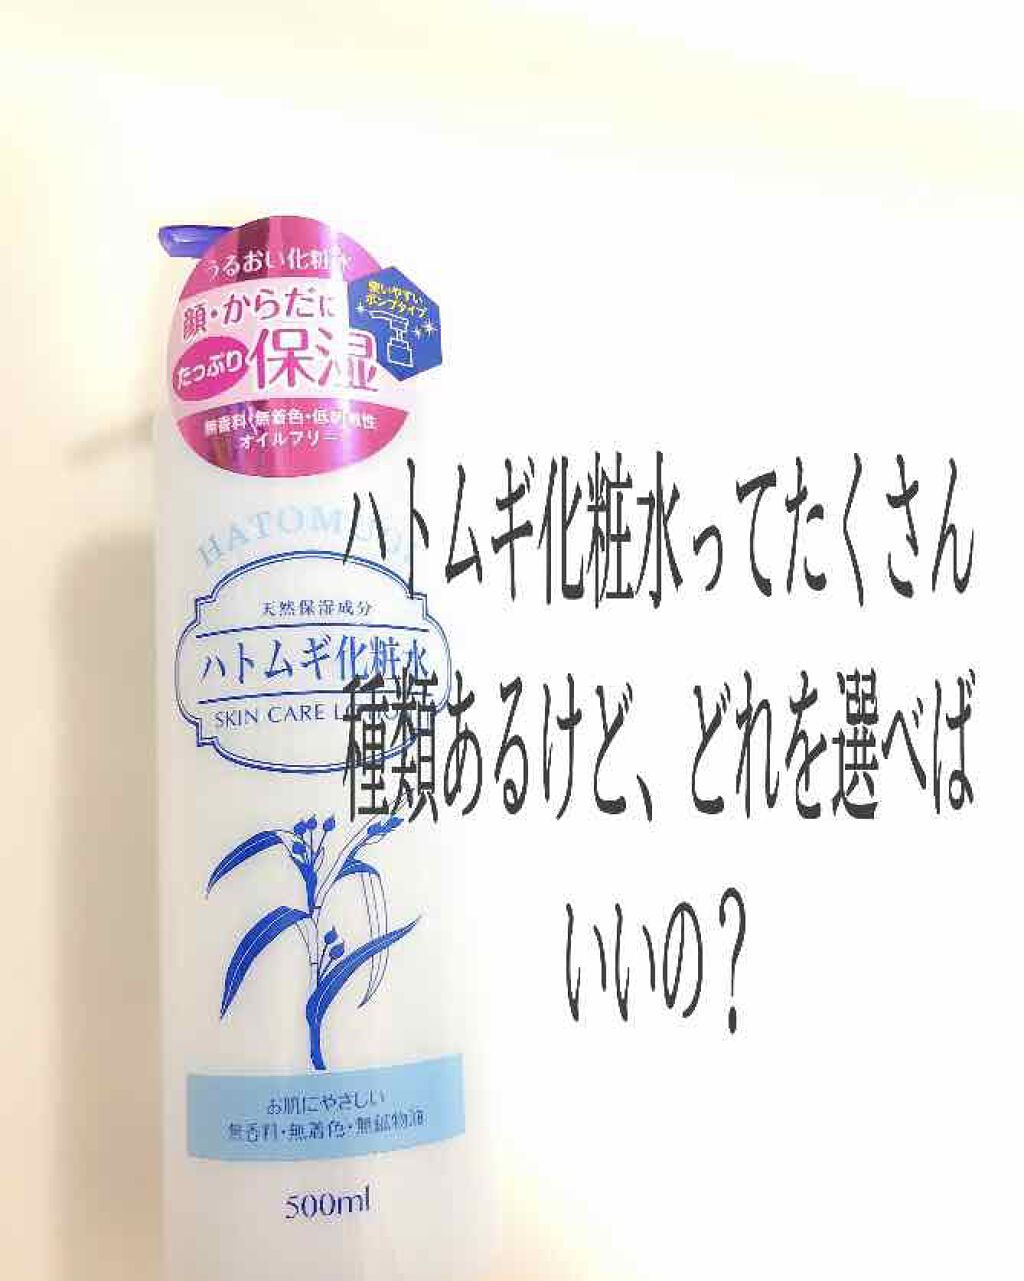 うるおい化粧水
顔・からだに
たっぷり
保湿
無香料・無着色・低刺激性
オイルフリー
使いやすい
ポンプタイプ
HATOMUGI
天然保湿成分
ハトムギ化粧水
SKIN CARE LOTION
ハトムギ化粧水ってたくさん
種類あるけど、どれを選べば
いいの？
お肌にやさしい
無香料・無着色・無鉱物油
500ml